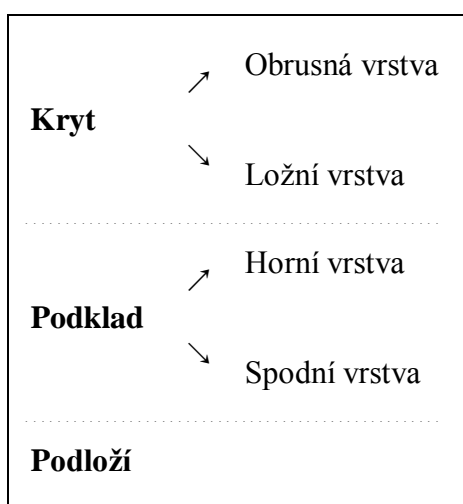 Obrusná vrstva
Kryt
Ložní vrstva
Horní vrstva
Podklad
Spodní vrstva
Podloží